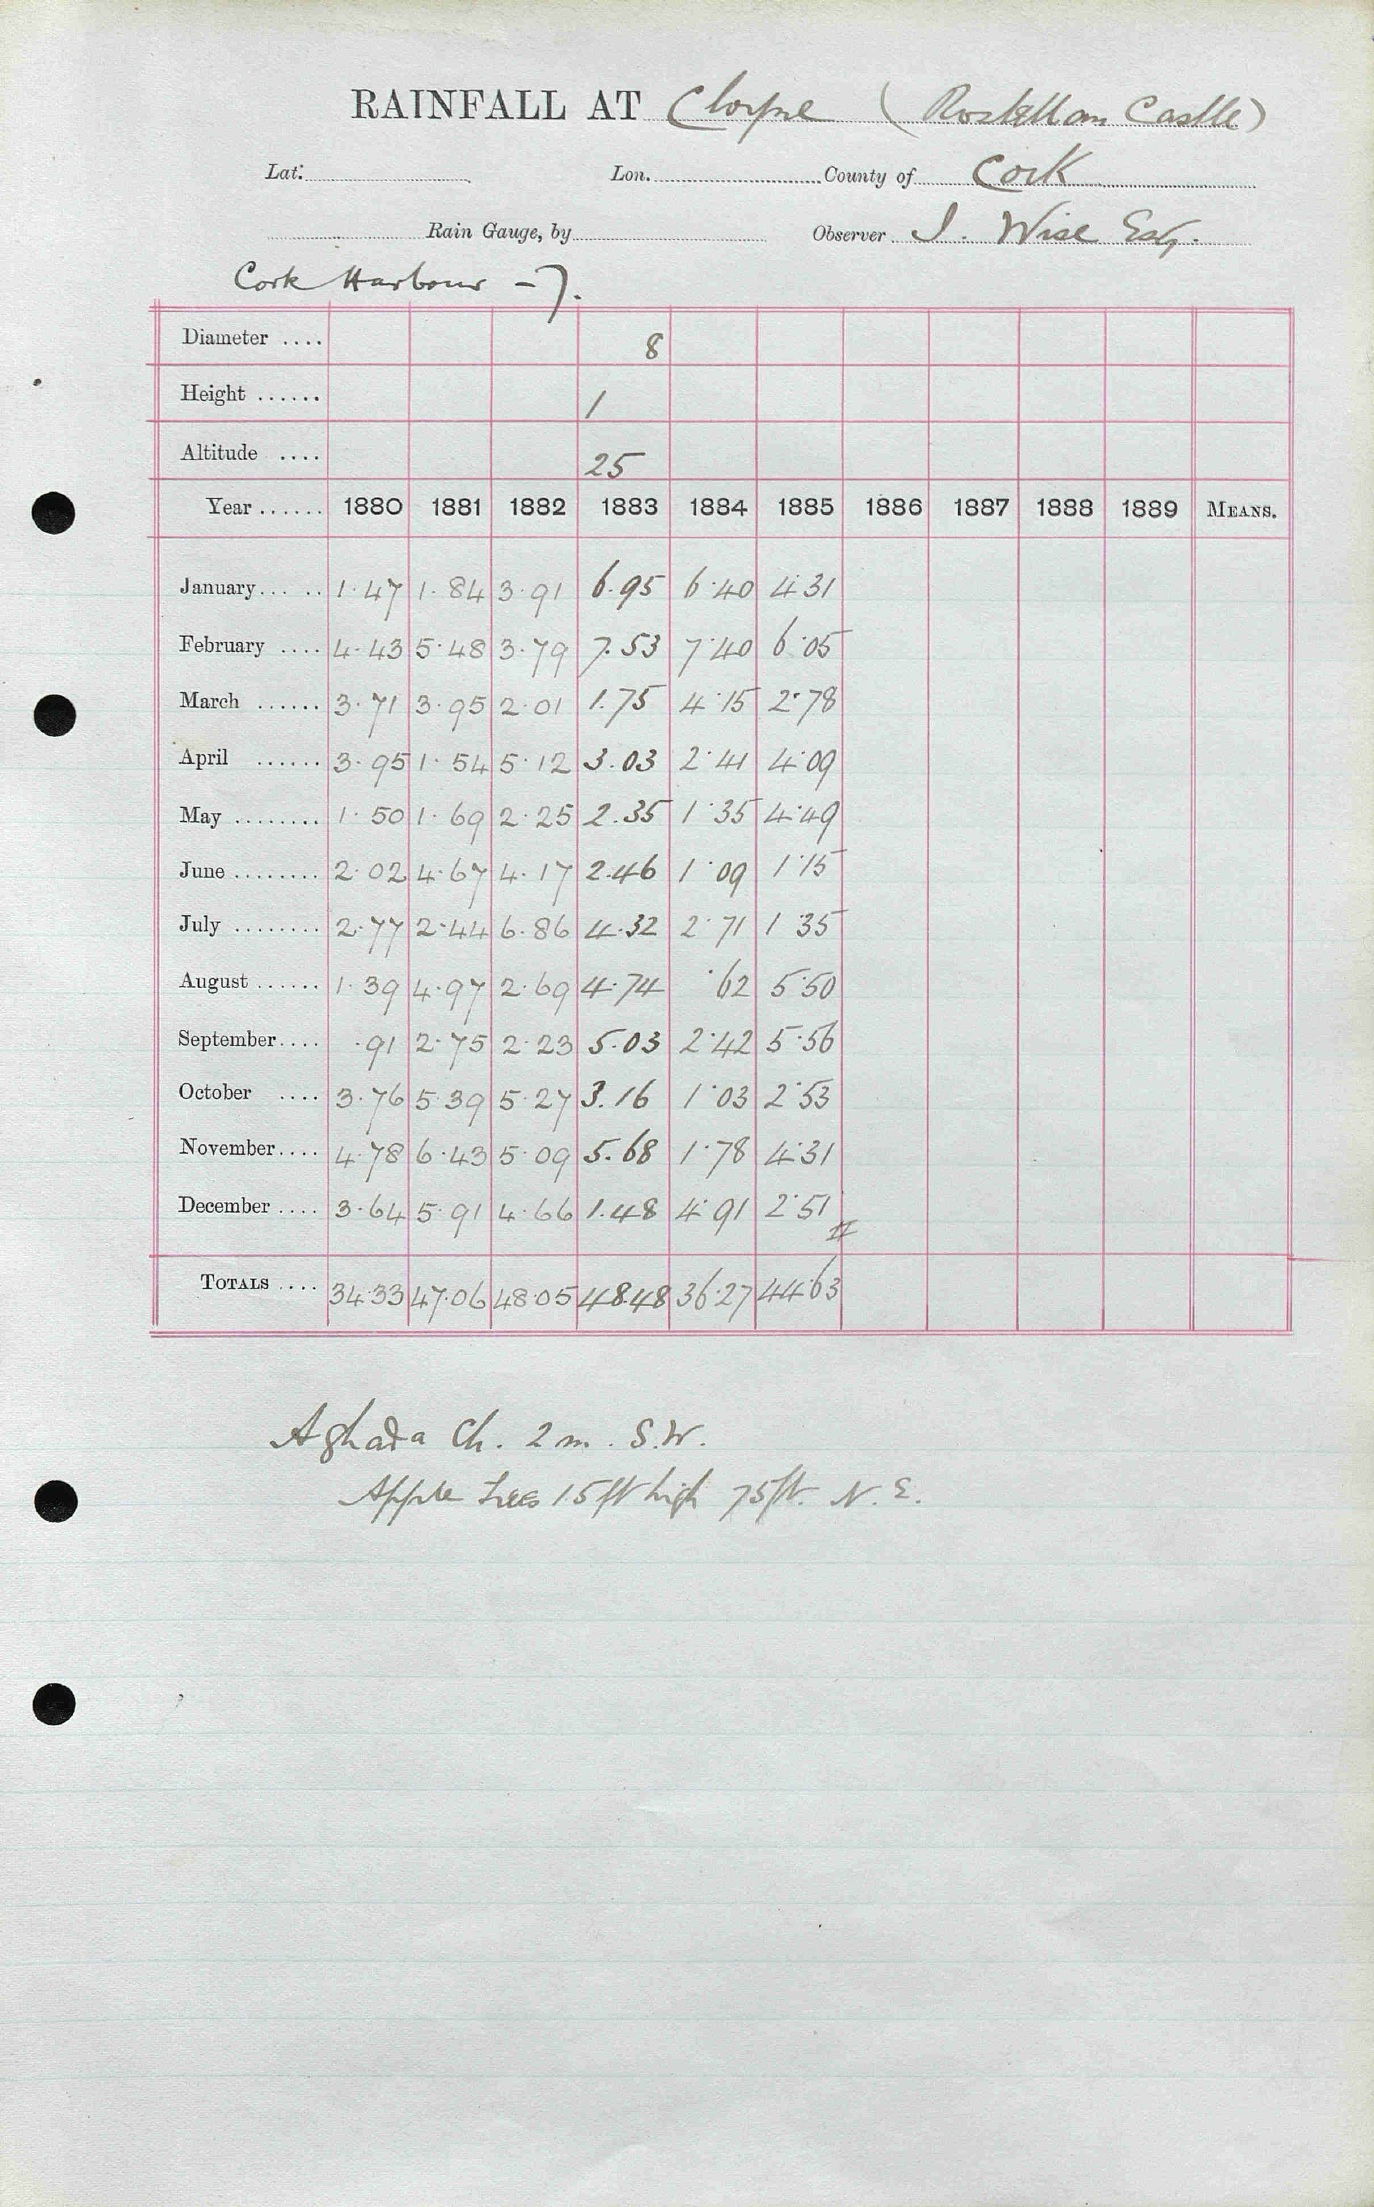 RAINFALL AT Cloyne (Rostellan Castle)
Lat. Lon. County of Cork
Rain Gauge, by Observer J. Wise Esq.
Cork Harbour - 7.
Diameter .... 8
Height ...... 1
Altitude .... 25
Year ...... 1880 1881 1882 1883 1884 1885 1886 1887 1888 1889 MEANS.
January..... 1.47 1.84 3.91 6.95 6.40 4.31
February .... 4.43 5.48 3.79 7.53 7.40 6.05
March ...... 3.71 3.95 2.01 1.75 4.15 2.78
April ...... 3.95 1.54 5.12 3.03 2.41 4.09
May ........ 1.50 1.69 2.25 2.35 1.35 4.49
June ........ 2.02 4.67 4.17 2.46 1.09 1.15
July ........ 2.77 2.44 6.86 4.32 2.71 1.35
August ...... 1.39 4.97 2.69 4.74 .62 5.50
September.... .91 2.75 2.23 5.03 2.42 5.56
October .... 3.76 5.39 5.27 3.16 1.03 2.53
November.... 4.78 6.43 5.09 5.68 1.78 4.31
December .... 3.64 5.91 4.66 1.48 4.91 2.51
TOTALS .... 34.33 47.06 48.05 48.48 36.27 44.63
Aghada Ch. 2 m. S.W.
Apple trees 15 ft high 75 ft. N.E.